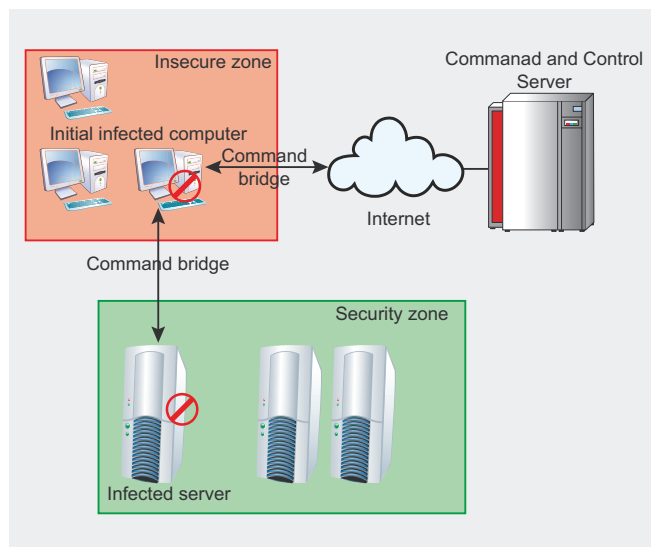 Insecure zone
Commanad and Control
Server
Initial infected computer
Command
bridge
Internet
Command bridge
Security zone
Infected server